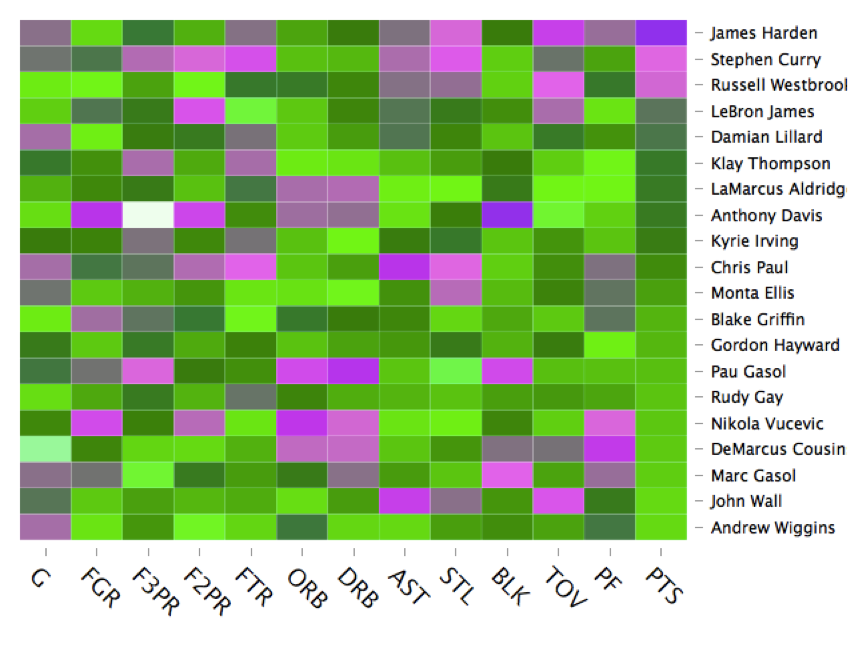 James Harden
Stephen Curry
Russell Westbrool
LeBron James
Damian Lillard
Klay Thompson
LaMarcus Aldridg
Anthony Davis
Kyrie Irving
Chris Paul
Monta Ellis
Blake Griffin
Gordon Hayward
Pau Gasol
Rudy Gay
Nikola Vucevic
DeMarcus Cousin
Marc Gasol
John Wall
Andrew Wiggins
G FGR F3PR F2PR FTR ORB DRB AST STL BLK TOV PF PTS